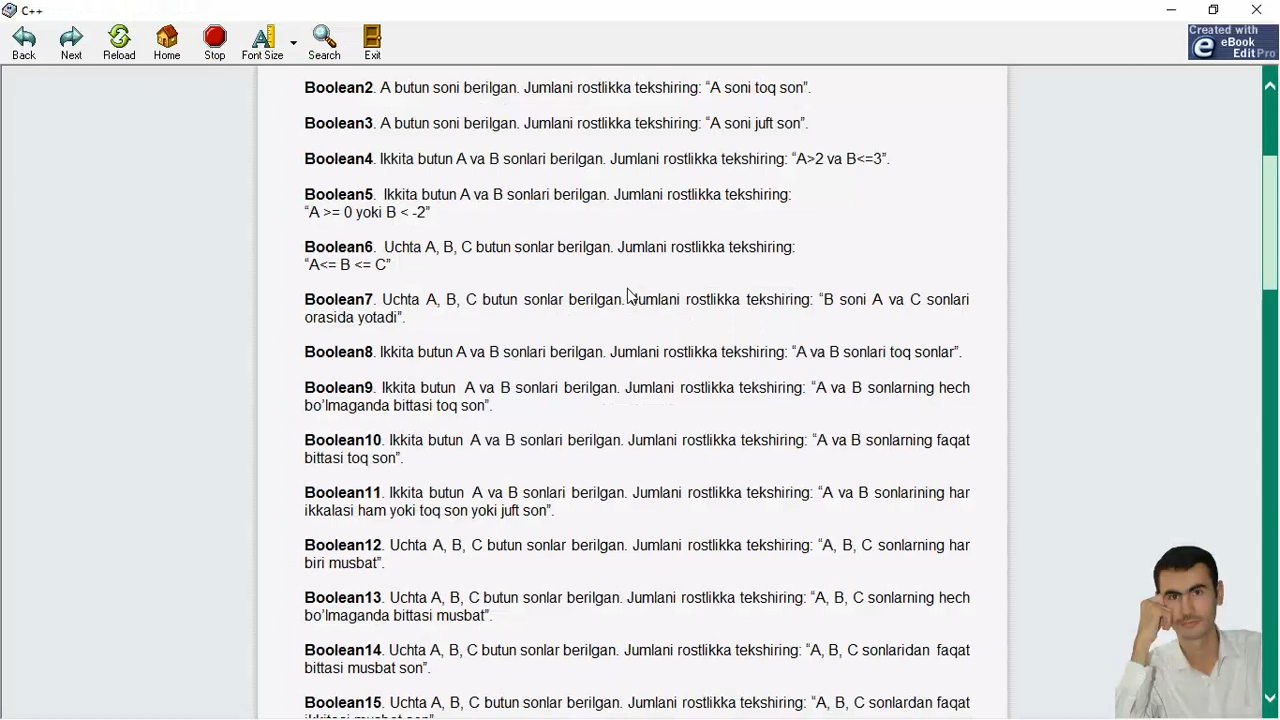 C++
Back
Next
Reload
Home
Stop
Font Size
Search
Exit
Created with
eBook
Edit Pro
Boolean2. A butun soni berilgan. Jumlani rostlikka tekshiring: “A soni toq son”.
Boolean3. A butun soni berilgan. Jumlani rostlikka tekshiring: “A soni juft son”.
Boolean4. Ikkita butun A va B sonlari berilgan. Jumlani rostlikka tekshiring: “A>2 va B<=3”.
Boolean5. Ikkita butun A va B sonlari berilgan. Jumlani rostlikka tekshiring:
“A >= 0 yoki B < -2”
Boolean6. Uchta A, B, C butun sonlar berilgan. Jumlani rostlikka tekshiring:
“A<= B <= C”
Boolean7. Uchta A, B, C butun sonlar berilgan. Jumlani rostlikka tekshiring: “B soni A va C sonlari
orasida yotadi”.
Boolean8. Ikkita butun A va B sonlari berilgan. Jumlani rostlikka tekshiring: “A va B sonlari toq sonlar”.
Boolean9. Ikkita butun A va B sonlari berilgan. Jumlani rostlikka tekshiring: “A va B sonlarning hech
bo’lmaganda bittasi toq son”.
Boolean10. Ikkita butun A va B sonlari berilgan. Jumlani rostlikka tekshiring: “A va B sonlarning faqat
bittasi toq son”.
Boolean11. Ikkita butun A va B sonlari berilgan. Jumlani rostlikka tekshiring: “A va B sonlarining har
ikkalasi ham yoki toq son yoki juft son”.
Boolean12. Uchta A, B, C butun sonlar berilgan. Jumlani rostlikka tekshiring: “A, B, C sonlarning har
biri musbat”.
Boolean13. Uchta A, B, C butun sonlar berilgan. Jumlani rostlikka tekshiring: “A, B, C sonlarning hech
bo’lmaganda bittasi musbat”.
Boolean14. Uchta A, B, C butun sonlar berilgan. Jumlani rostlikka tekshiring: “A, B, C sonlaridan faqat
bittasi musbat son”.
Boolean15. Uchta A, B, C butun sonlar berilgan. Jumlani rostlikka tekshiring: “A, B, C sonlardan faqat